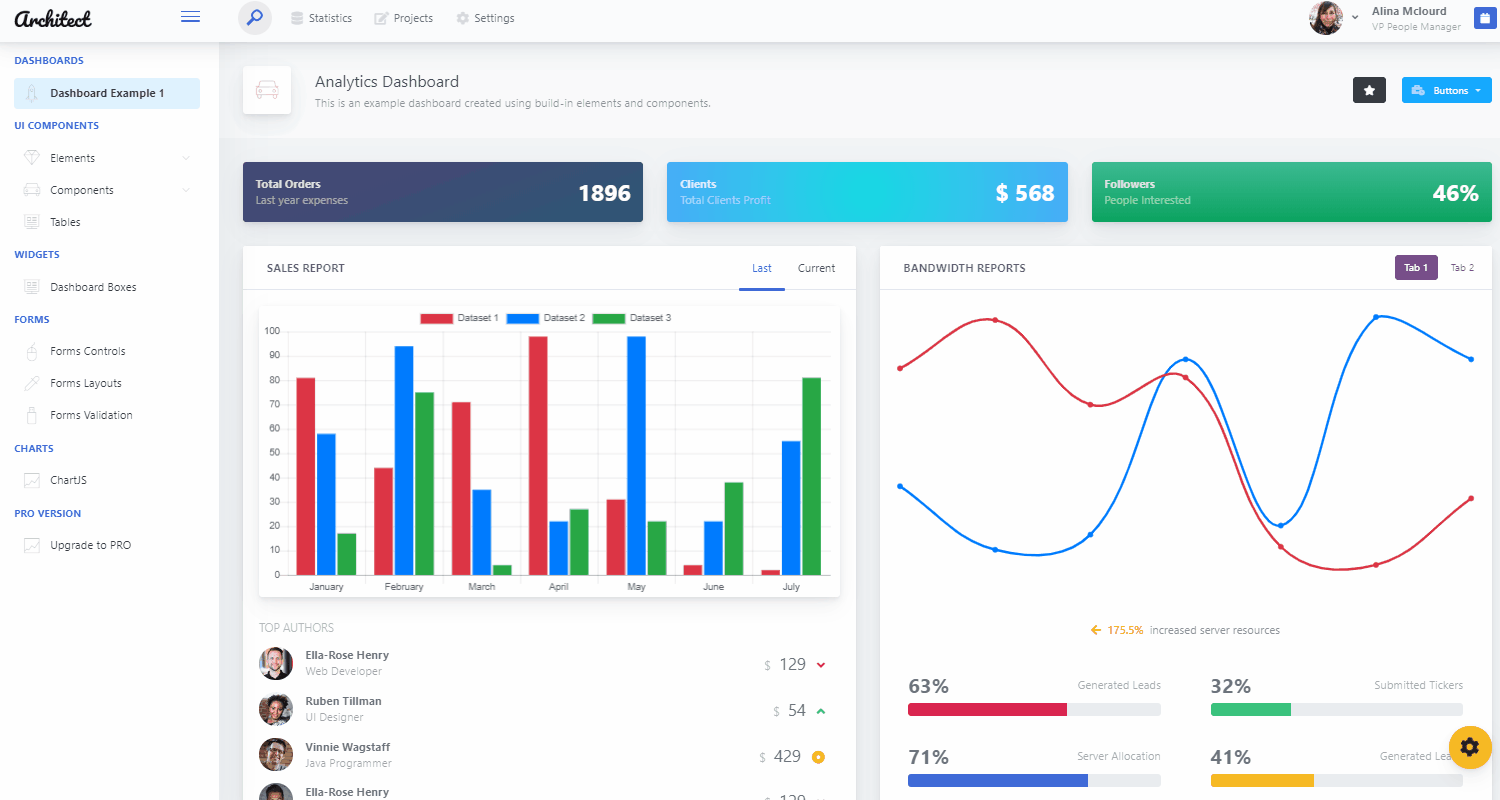 Architect
Statistics
Projects
Settings
Alina Mclourd
VP People Manager
DASHBOARDS
Dashboard Example 1
UI COMPONENTS
Elements
Components
Tables
WIDGETS
Dashboard Boxes
FORMS
Forms Controls
Forms Layouts
Forms Validation
CHARTS
ChartJS
PRO VERSION
Upgrade to PRO
Analytics Dashboard
This is an example dashboard created using build-in elements and components.
Buttons
Total Orders
Last year expenses
1896
Clients
Total Clients Profit
$ 568
Followers
People Interested
46%
SALES REPORT
Last
Current
Dataset 1
Dataset 2
Dataset 3
100
90
80
70
60
50
40
30
20
10
0
January
February
March
April
May
June
July
TOP AUTHORS
Ella-Rose Henry
Web Developer
$ 129
Ruben Tillman
UI Designer
$ 54
Vinnie Wagstaff
Java Programmer
$ 429
Ella-Rose Henry
BANDWIDTH REPORTS
Tab 1
Tab 2
175.5% increased server resources
63%
Generated Leads
32%
Submitted Tickers
71%
Server Allocation
41%
Generated